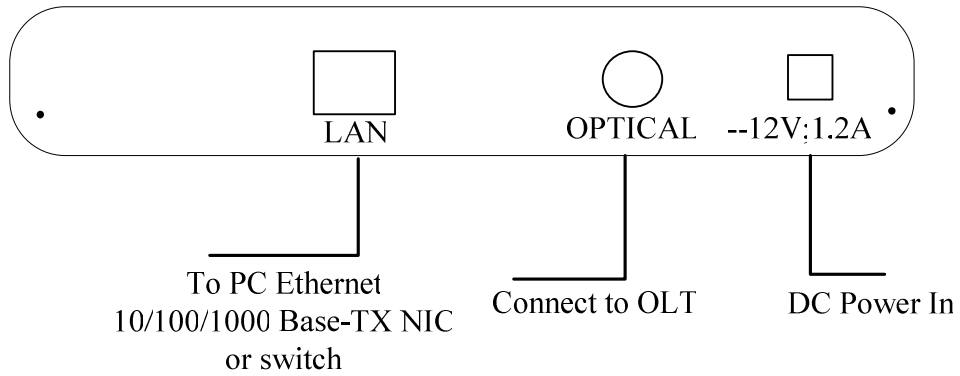 LAN
OPTICAL
--12V;1.2A
To PC Ethernet
10/100/1000 Base-TX NIC
or switch
Connect to OLT
DC Power In